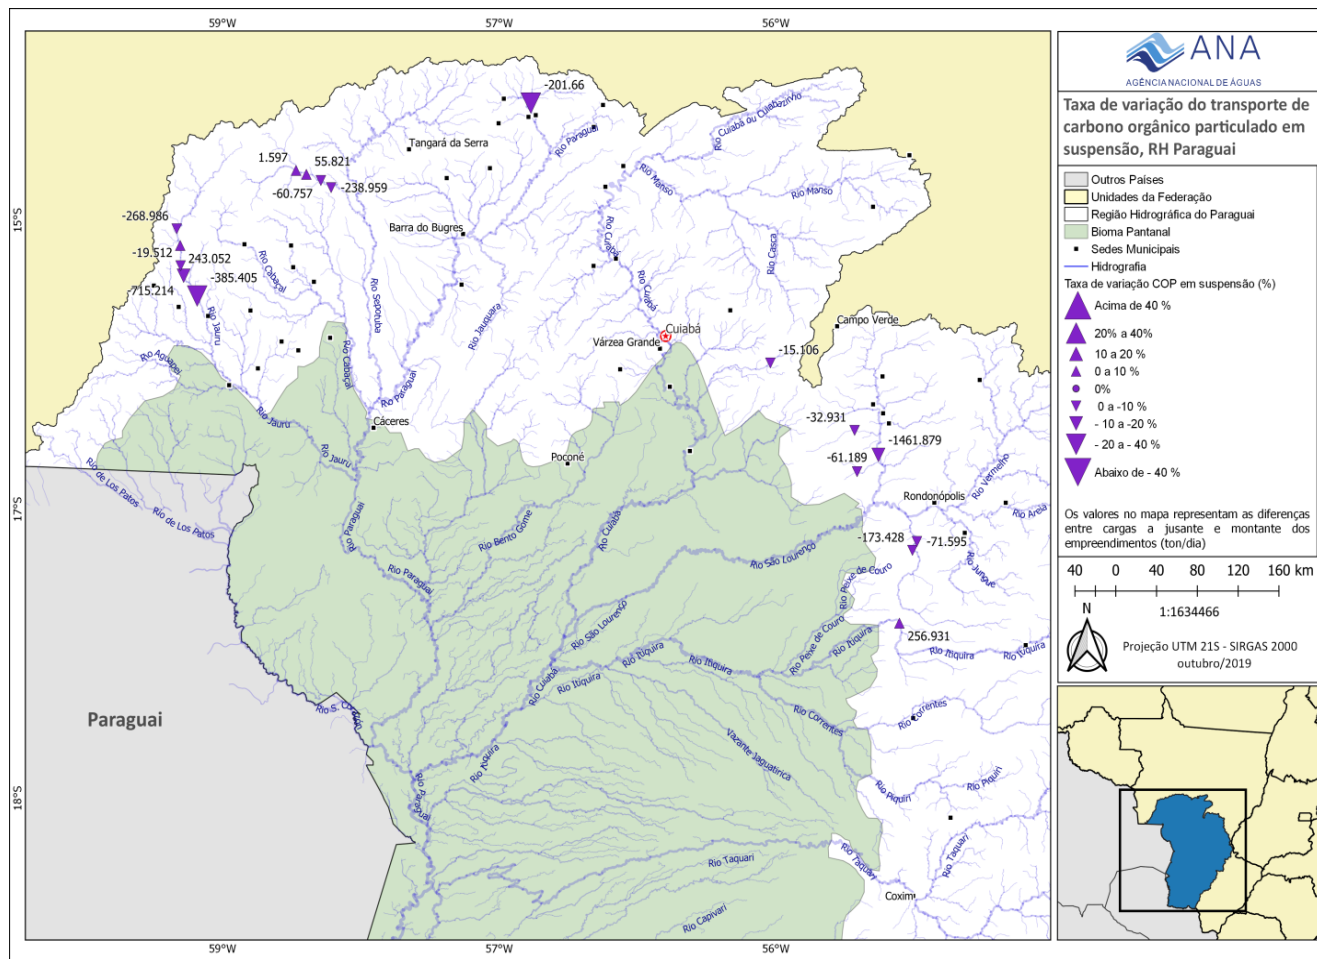 59°W
57°W
56°W
ANA
AGÊNCIA NACIONAL DE ÁGUAS
Taxa de variação do transporte de
carbono orgânico particulado em
suspensão, RH Paraguai
Outros Países
Unidades da Federação
Região Hidrográfica do Paraguai
Bioma Pantanal
Sedes Municipais
Hidrografia
Taxa de variação COP em suspensão (%)
Acima de 40 %
20% a 40%
10 a 20 %
0 a 10 %
0%
0 a -10 %
- 10 a -20 %
- 20 a - 40 %
Abaixo de - 40 %
Os valores no mapa representam as diferenças
entre cargas a jusante e montante dos
empreendimentos (ton/dia)
40 0 40 80 120 160 km
N
1:1634466
Projeção UTM 21S - SIRGAS 2000
outubro/2019
-201.66
Rio Cuiabá ou Cuiabazinho
Rio Paraguai
Tangará da Serra
1.597
55.821
-60.757
-238.959
Rio Manso
Rio Manso
15°S
-268.986
-19.512
243.052
-385.405
715.214
Barra do Bugres
Rio Cuiabá
Rio Casca
Rio Cabaçal
Rio Sepotuba
Rio Jauquara
Rio Cuiabá
Rio Jauru
Cuiabá
Várzea Grande
Campo Verde
-15.106
Rio Aguapeí
Rio Cabaçal
Rio Paraguai
Cáceres
Rio Jauru
Rio Jauru
-32.931
-1461.879
-61.189
Poconé
Rio de Los Patos
Rio de Los Patos
Rio Vermelho
Rondonópolis
Rio Areia
17°S
Rio Paraguai
Rio Bento Gome
Rio Cuiabá
-173.428
-71.595
Rio São Lourenço
Rio Jurigue
Rio Paraguai
Rio Peixe de Couro
Rio Peixe de Couro
256.931
Rio São Lourenço
Rio Itiquira
Rio Itiquira
Rio Itiquira
Rio Itiquira
Rio Itiquira
Rio Itiquira
Rio Cuiabá
Paraguai
Rio S. Corazón
Rio Correntes
Rio Correntes
Vazante Jaguatirica
Rio Itiquira
Rio Piquiri
Rio Piquiri
18°S
Rio Paraguai
Rio Taquari
Rio Taquari
Rio Taquari
Coxim
Rio Capivari
59°W
57°W
56°W